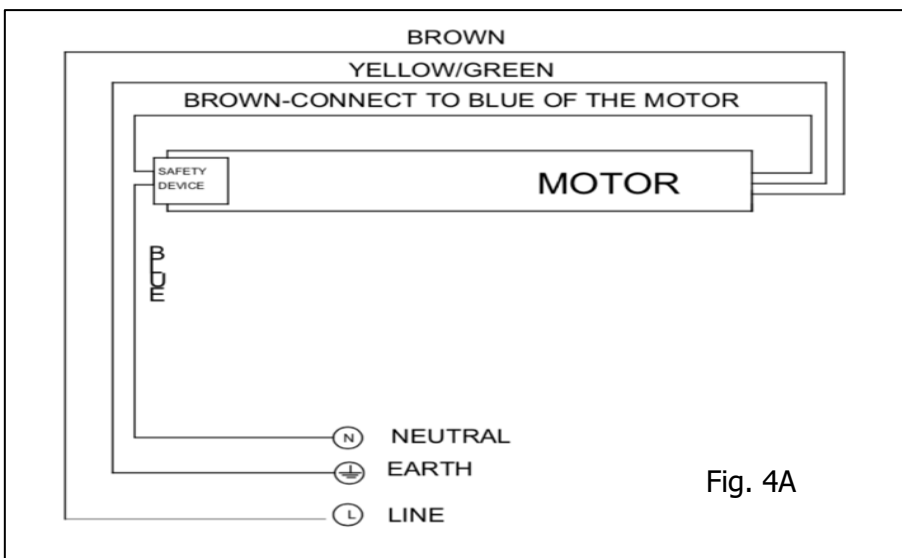 BROWN
YELLOW/GREEN
BROWN-CONNECT TO BLUE OF THE MOTOR
SAFETY
DEVICE
MOTOR
BLUE
N NEUTRAL
EARTH
L LINE
Fig. 4A